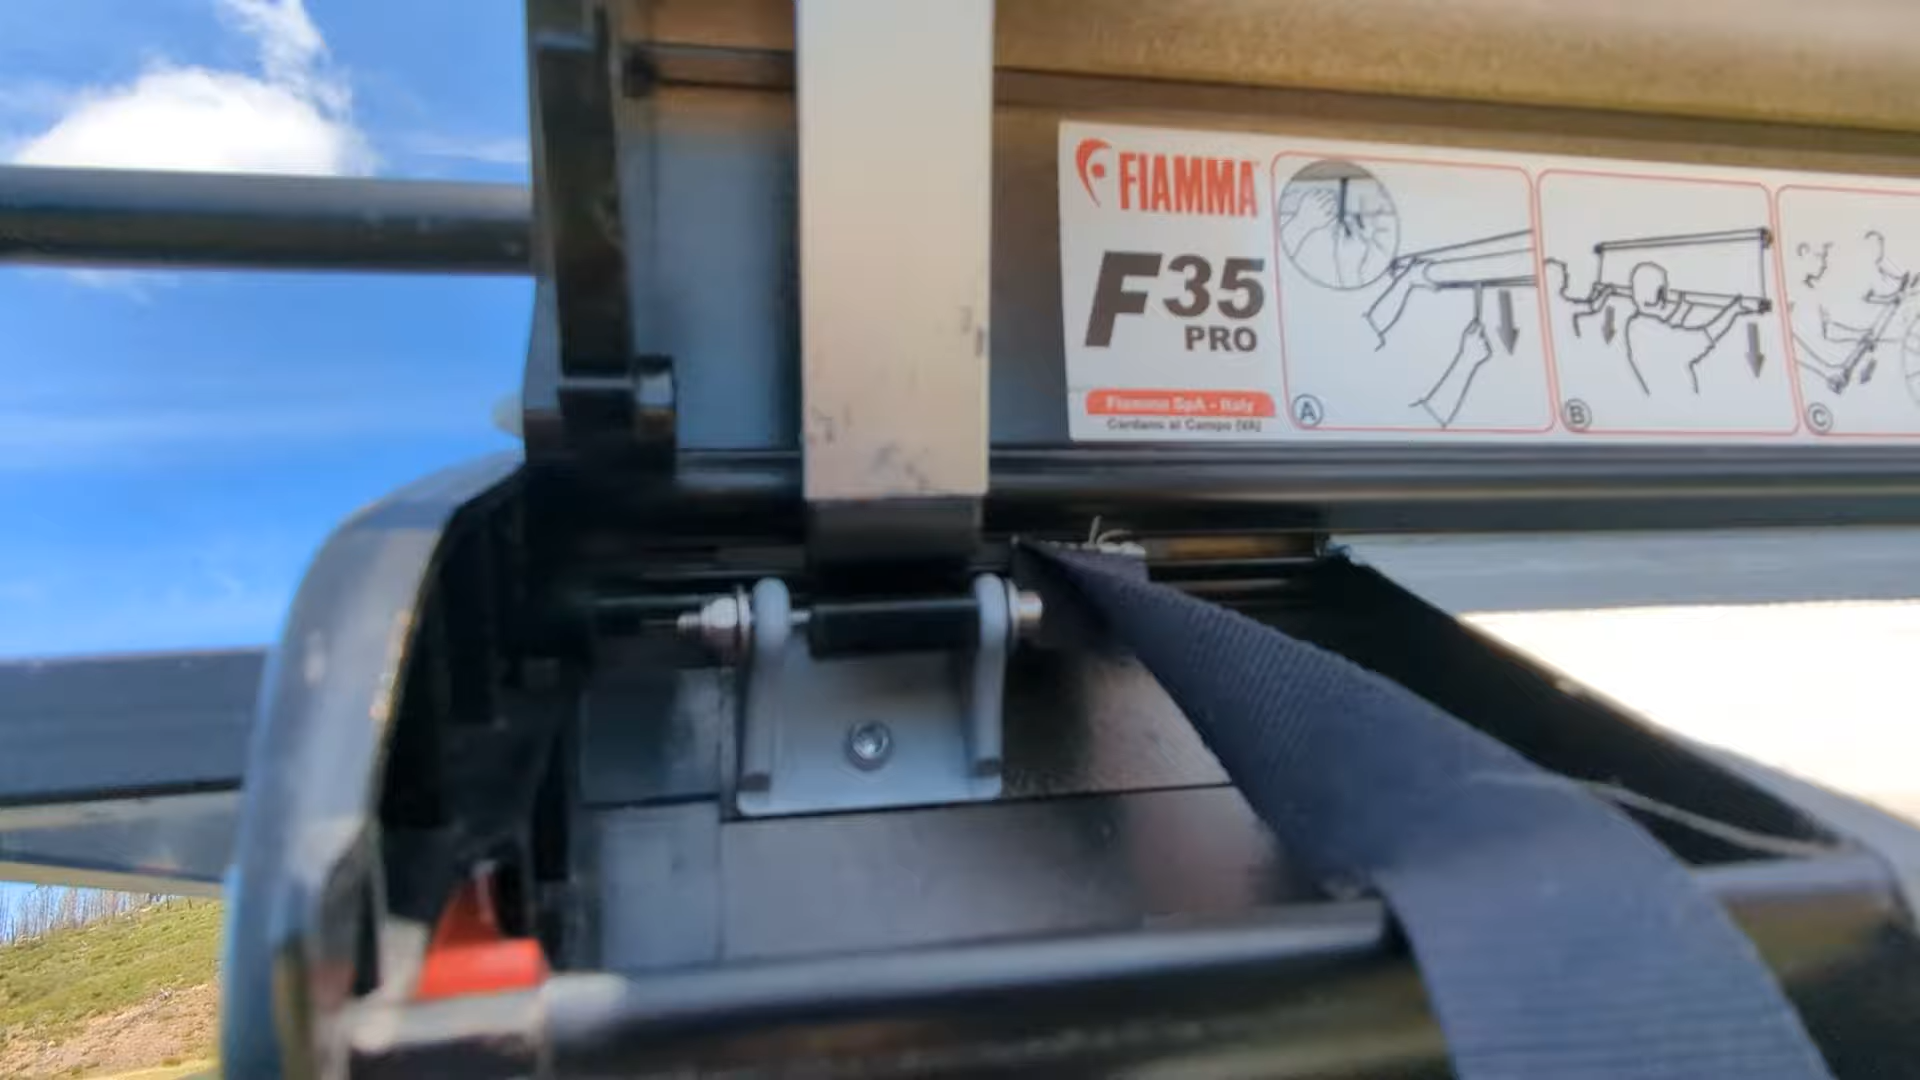 FIAMMA
F35
PRO
Fiamma SpA - Italy
Cardano al Campo (VA)
A
B
C